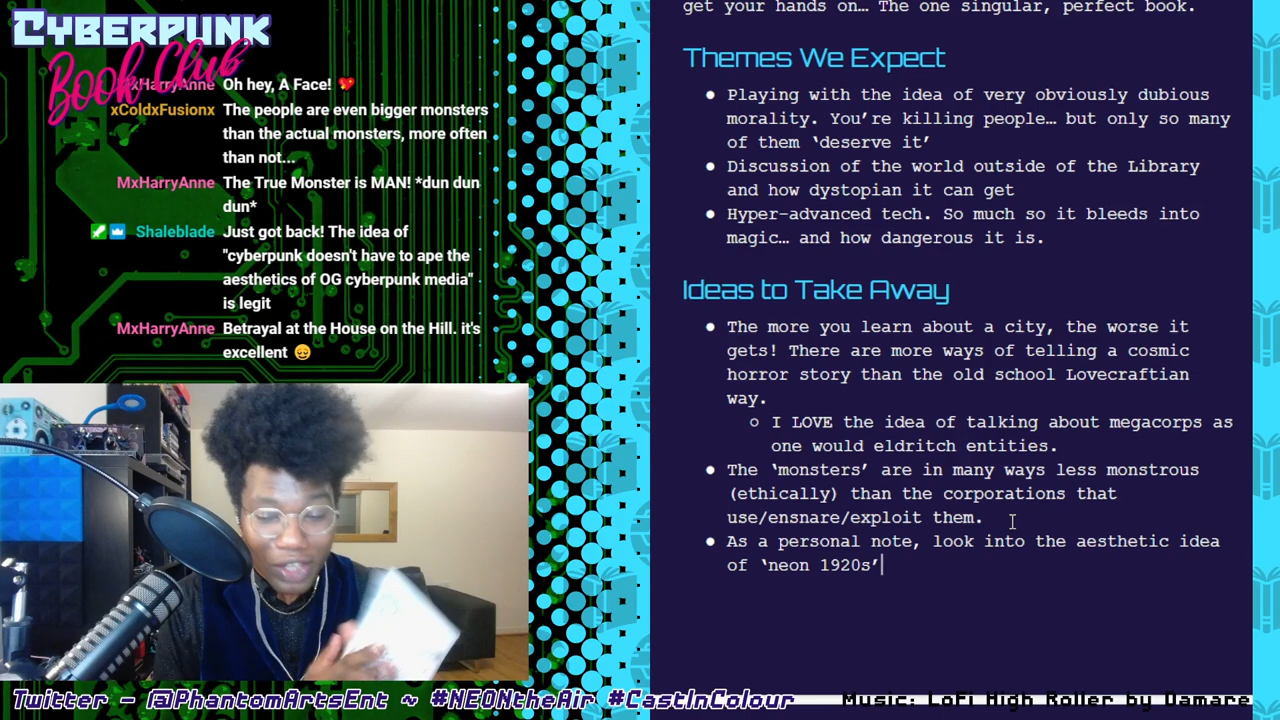 CYBERPUNK
Book Club
MxHarryAnne Oh hey, A Face! 💖
xColdxFusionx The people are even bigger monsters
than the actual monsters, more often
than not...
MxHarryAnne The True Monster is MAN! *dun dun
dun*
Shaleblade Just got back! The idea of
"cyberpunk doesn't have to ape the
aesthetics of OG cyberpunk media"
is legit
MxHarryAnne Betrayal at the House on the Hill. it's
excellent 😌
get your hands on… The one singular, perfect book.
Themes We Expect
• Playing with the idea of very obviously dubious
morality. You’re killing people… but only so many
of them ‘deserve it’
• Discussion of the world outside of the Library
and how dystopian it can get
• Hyper-advanced tech. So much so it bleeds into
magic… and how dangerous it is.
Ideas to Take Away
• The more you learn about a city, the worse it
gets! There are more ways of telling a cosmic
horror story than the old school Lovecraftian
way.
○ I LOVE the idea of talking about megacorps as
one would eldritch entities.
• The ‘monsters’ are in many ways less monstrous
(ethically) than the corporations that
use/ensnare/exploit them.
• As a personal note, look into the aesthetic idea
of ‘neon 1920s’
Twitter - @PhantomArtsEnt ~ #NEONtheAir #CastInColour
Music: LoFi High Roller by Damare